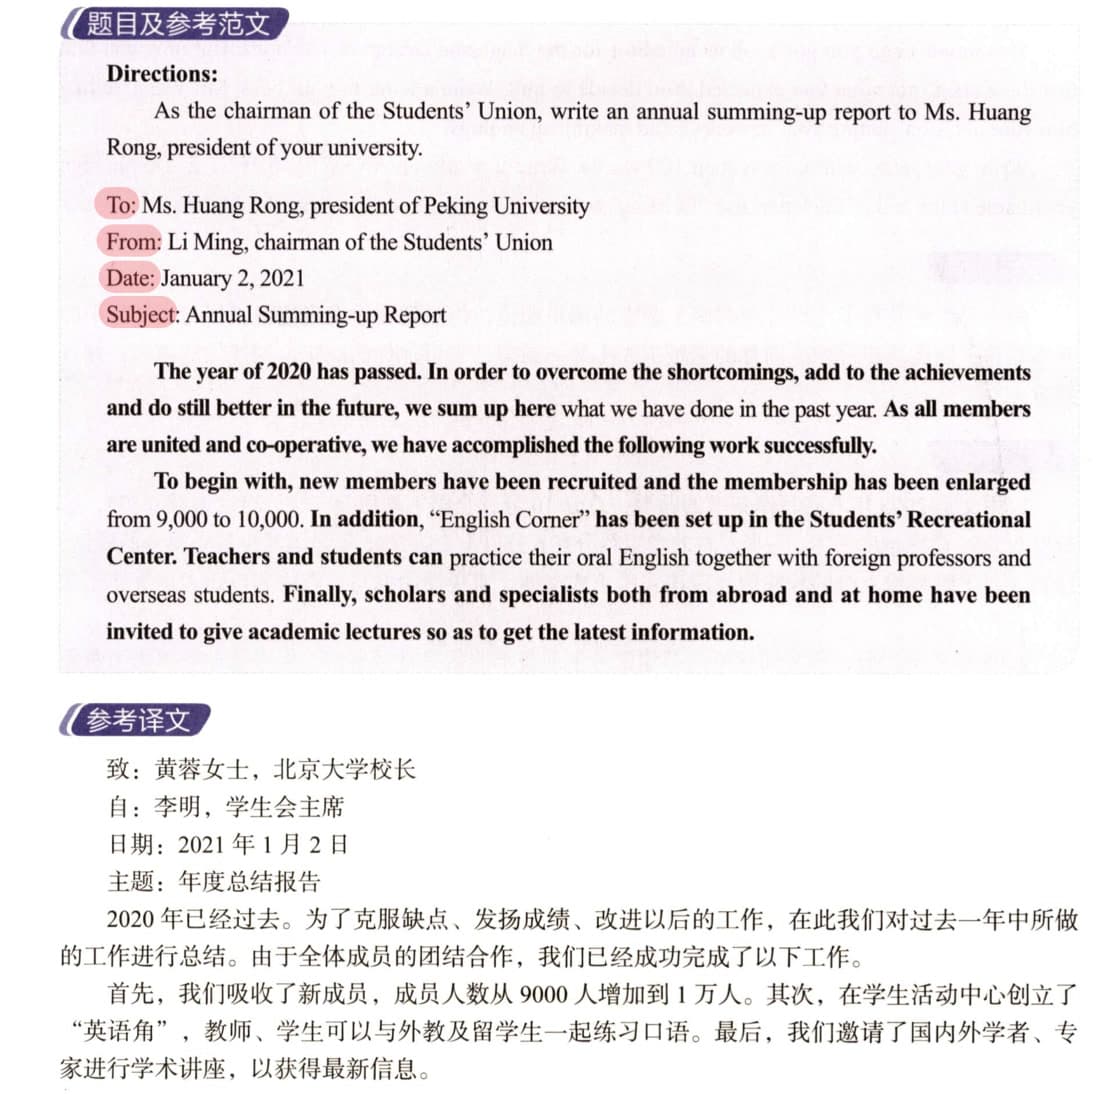 题目及参考范文
Directions:
As the chairman of the Students' Union, write an annual summing-up report to Ms. Huang
Rong, president of your university.
To: Ms. Huang Rong, president of Peking University
From: Li Ming, chairman of the Students' Union
Date: January 2, 2021
Subject: Annual Summing-up Report
The year of 2020 has passed. In order to overcome the shortcomings, add to the achievements
and do still better in the future, we sum up here what we have done in the past year. As all members
are united and co-operative, we have accomplished the following work successfully.
To begin with, new members have been recruited and the membership has been enlarged
from 9,000 to 10,000. In addition, “English Corner” has been set up in the Students' Recreational
Center. Teachers and students can practice their oral English together with foreign professors and
overseas students. Finally, scholars and specialists both from abroad and at home have been
invited to give academic lectures so as to get the latest information.
参考译文
致：黄蓉女士，北京大学校长
自：李明，学生会主席
日期：2021 年 1 月 2 日
主题：年度总结报告
2020 年已经过去。为了克服缺点、发扬成绩、改进以后的工作，在此我们对过去一年中所做
的工作进行总结。由于全体成员的团结合作，我们已经成功完成了以下工作。
首先，我们吸收了新成员，成员人数从 9000 人增加到 1 万人。其次，在学生活动中心创立了
“英语角”，教师、学生可以与外教及留学生一起练习口语。最后，我们邀请了国内外学者、专
家进行学术讲座，以获得最新信息。